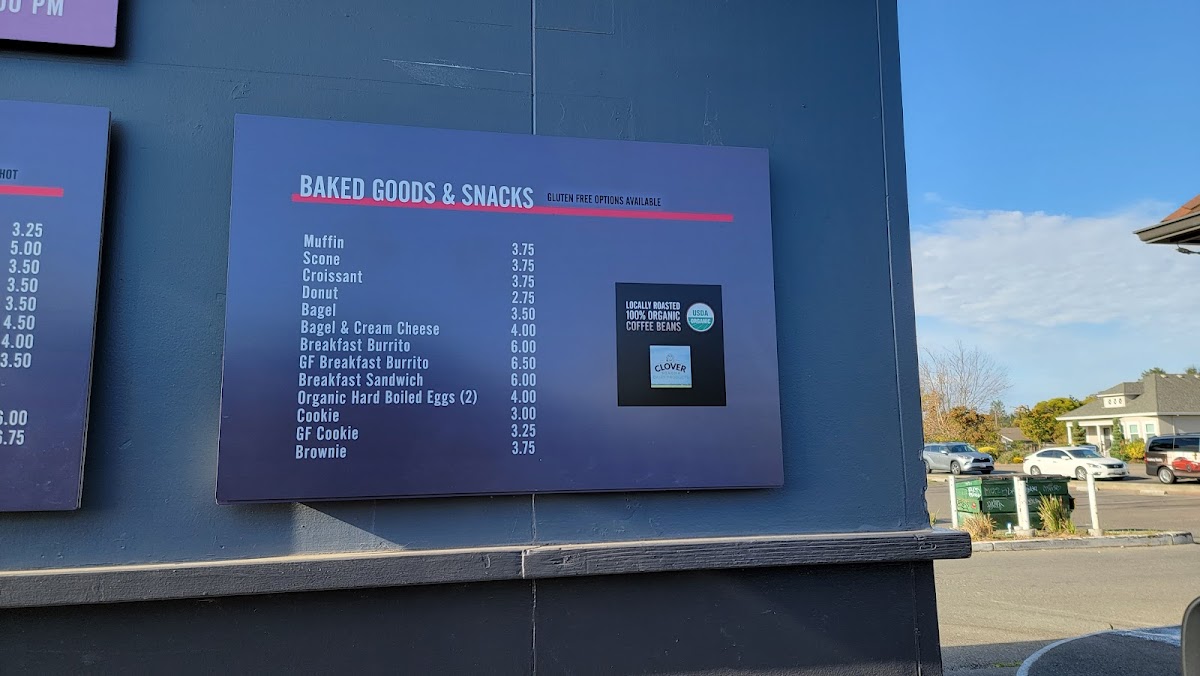 00 PM
HOT
3.25
5.00
3.50
3.50
3.50
4.50
4.00
3.50
6.00
6.75
BAKED GOODS & SNACKS GLUTEN FREE OPTIONS AVAILABLE
Muffin 3.75
Scone 3.75
Croissant 3.75
Donut 2.75
Bagel 3.50
Bagel & Cream Cheese 4.00
Breakfast Burrito 6.00
GF Breakfast Burrito 6.50
Breakfast Sandwich 6.00
Organic Hard Boiled Eggs (2) 4.00
Cookie 3.00
GF Cookie 3.25
Brownie 3.75
LOCALLY ROASTED
100% ORGANIC
COFFEE BEANS
USDA
ORGANIC
CLOVER